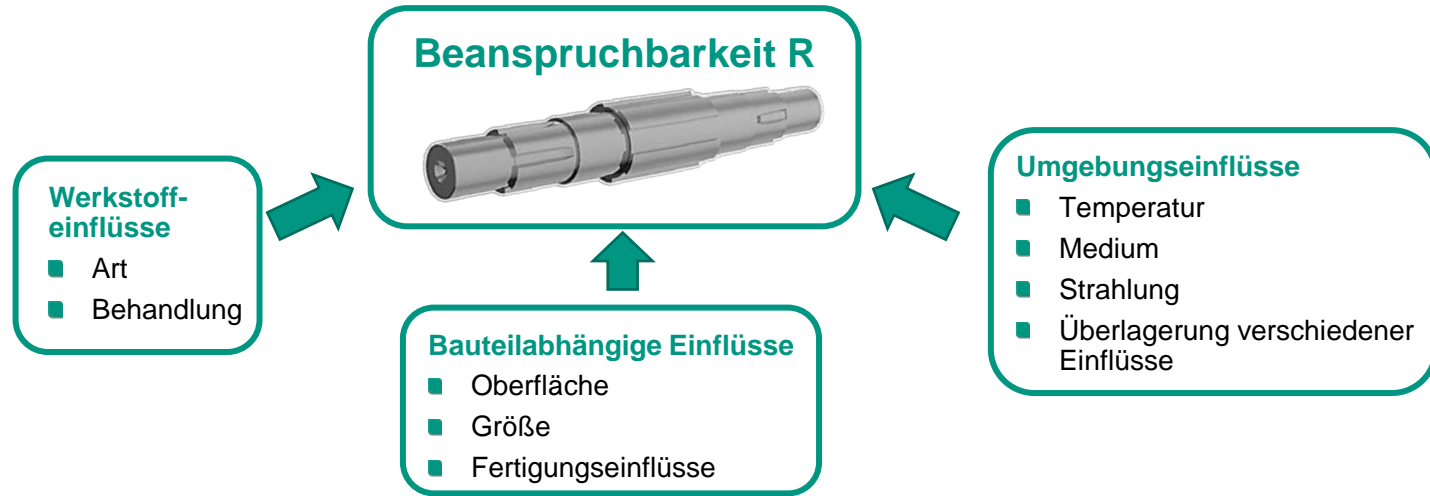 Beanspruchbarkeit R
Werkstoff-
einflüsse
Art
Behandlung
Bauteilabhängige Einflüsse
Oberfläche
Größe
Fertigungseinflüsse
Umgebungseinflüsse
Temperatur
Medium
Strahlung
Überlagerung verschiedener
Einflüsse